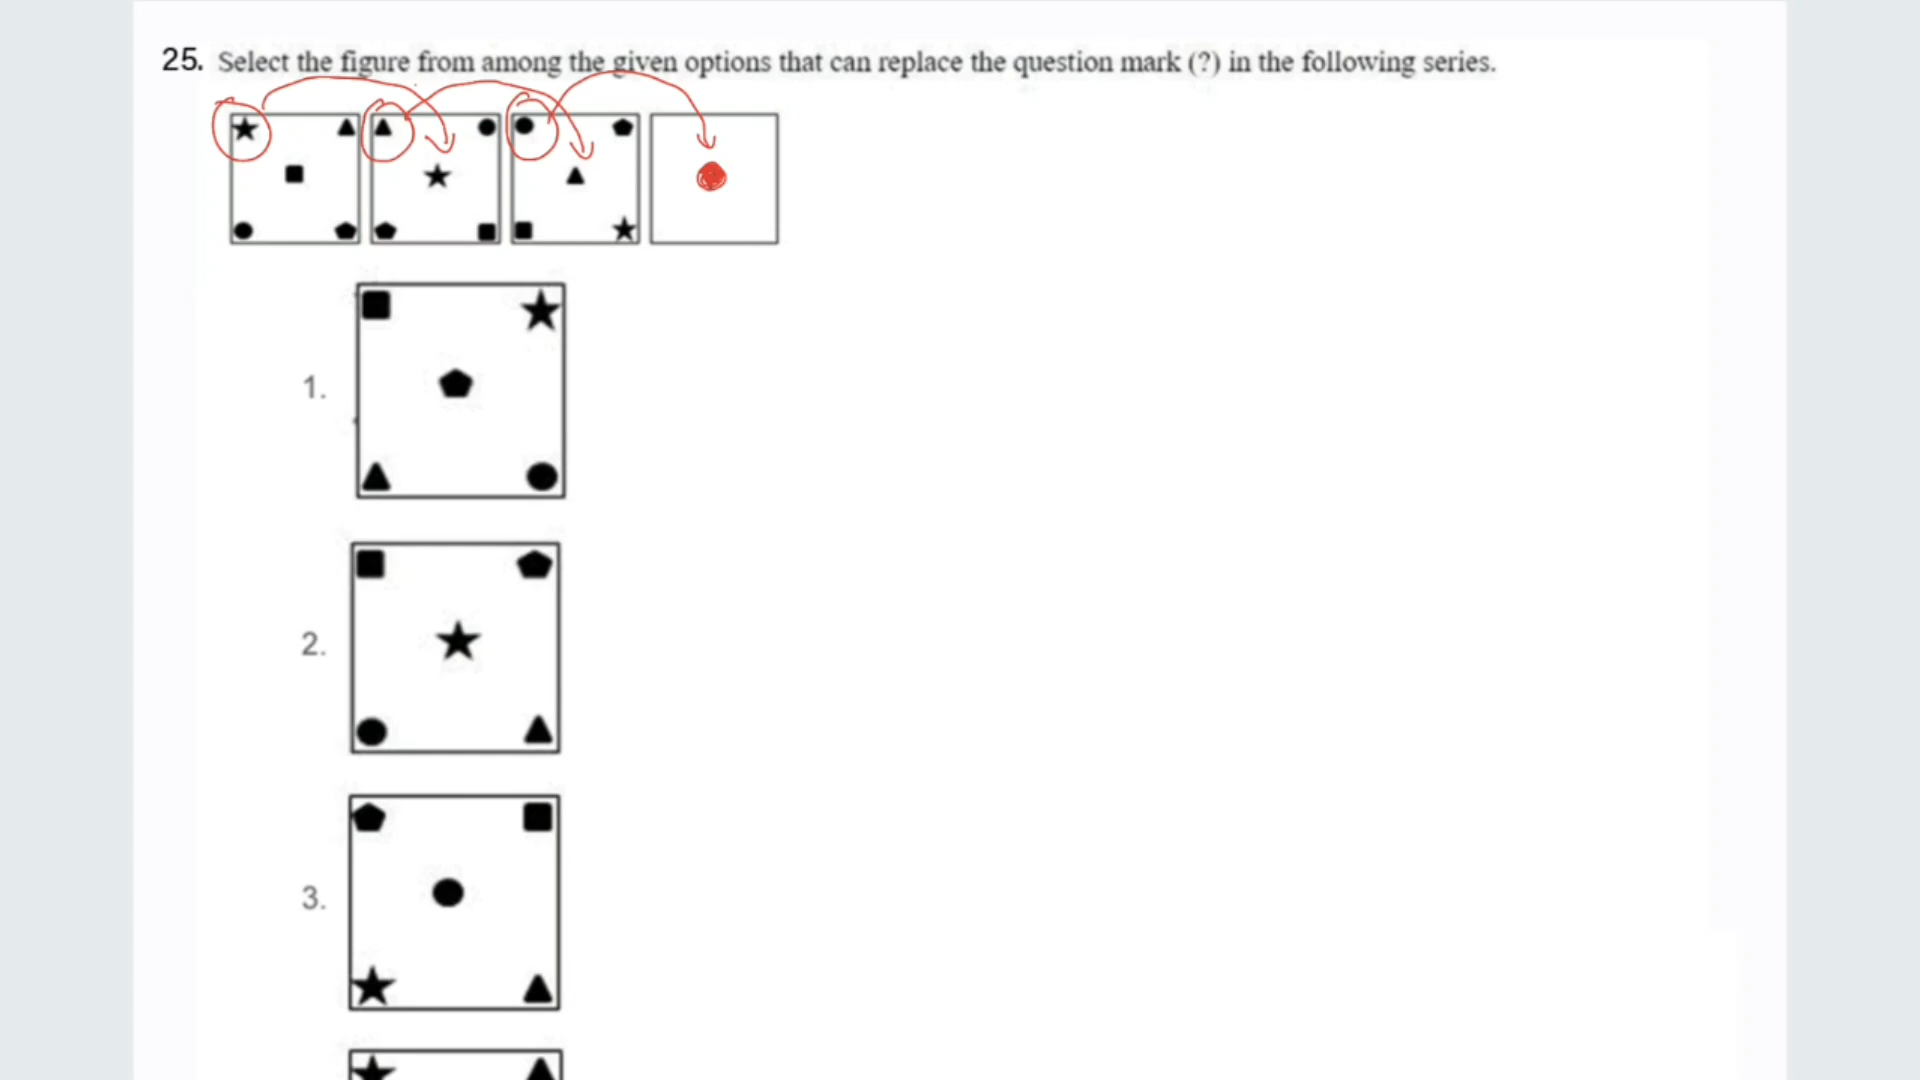 25. Select the figure from among the given options that can replace the question mark (?) in the following series.
1.
2.
3.